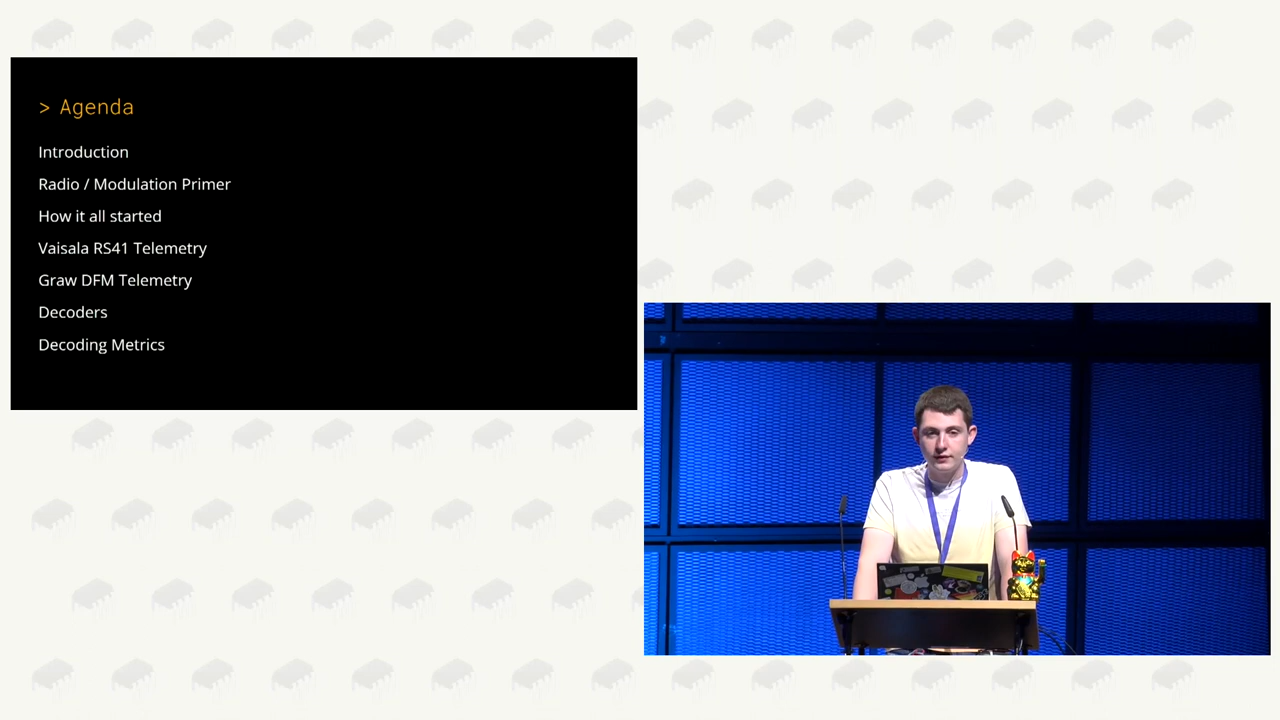 > Agenda
Introduction
Radio / Modulation Primer
How it all started
Vaisala RS41 Telemetry
Graw DFM Telemetry
Decoders
Decoding Metrics